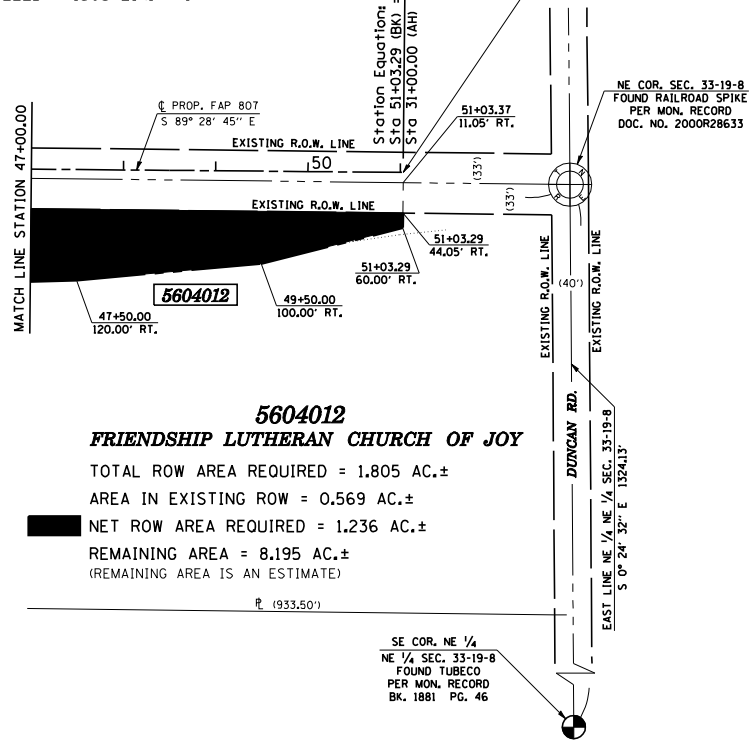 Station Equation:
Sta 51+03.29 (BK) =
Sta 31+00.00 (AH)
NE COR. SEC. 33-19-8
FOUND RAILROAD SPIKE
PER MON. RECORD
DOC. NO. 2000R28633
℄ PROP. FAP 807
S 89° 28' 45" E
51+03.37
11.05' RT.
EXISTING R.O.W. LINE
50
(33')
(33')
EXISTING R.O.W. LINE
MATCH LINE STATION 47+00.00
51+03.29
44.05' RT.
51+03.29
60.00' RT.
5604012
49+50.00
100.00' RT.
47+50.00
120.00' RT.
EXISTING R.O.W. LINE
(40')
EXISTING R.O.W. LINE
DUNCAN RD.
EAST LINE NE ¼ NE ¼ SEC. 33-19-8
S 0° 24' 32" E 1324.13'
5604012
FRIENDSHIP LUTHERAN CHURCH OF JOY
TOTAL ROW AREA REQUIRED = 1.805 AC.±
AREA IN EXISTING ROW = 0.569 AC.±
NET ROW AREA REQUIRED = 1.236 AC.±
REMAINING AREA = 8.195 AC.±
(REMAINING AREA IS AN ESTIMATE)
⅊ (933.50')
SE COR. NE ¼
NE ¼ SEC. 33-19-8
FOUND TUBECO
PER MON. RECORD
BK. 1881 PG. 46